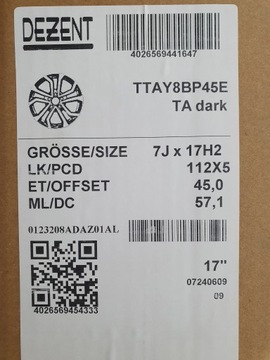 DEZENT
4026569441647
TTAY8BP45E
TA dark
GRÖSSE/SIZE 7J x 17H2
LK/PCD 112X5
ET/OFFSET 45,0
ML/DC 57,1
0123208ADAZ01AL
17"
07240609
09
4026569454333